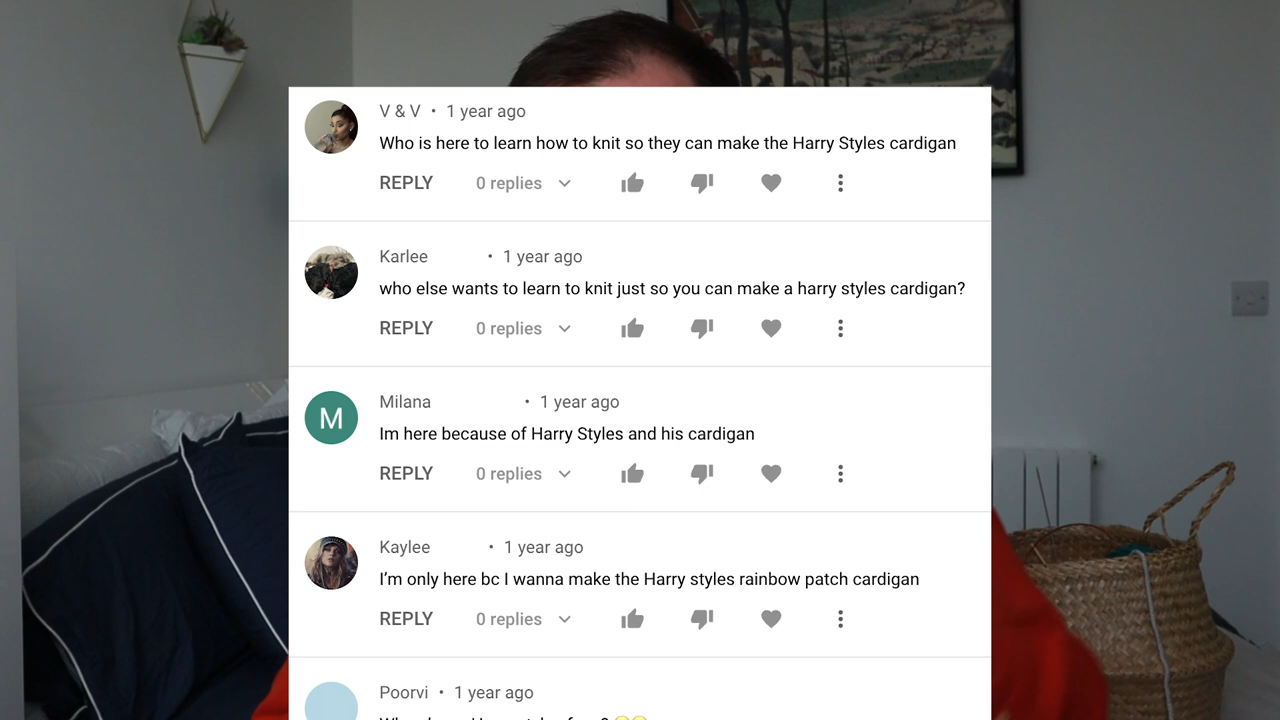 V & V • 1 year ago
Who is here to learn how to knit so they can make the Harry Styles cardigan
REPLY 0 replies
Karlee • 1 year ago
who else wants to learn to knit just so you can make a harry styles cardigan?
REPLY 0 replies
M
Milana • 1 year ago
Im here because of Harry Styles and his cardigan
REPLY 0 replies
Kaylee • 1 year ago
I’m only here bc I wanna make the Harry styles rainbow patch cardigan
REPLY 0 replies
Poorvi • 1 year ago